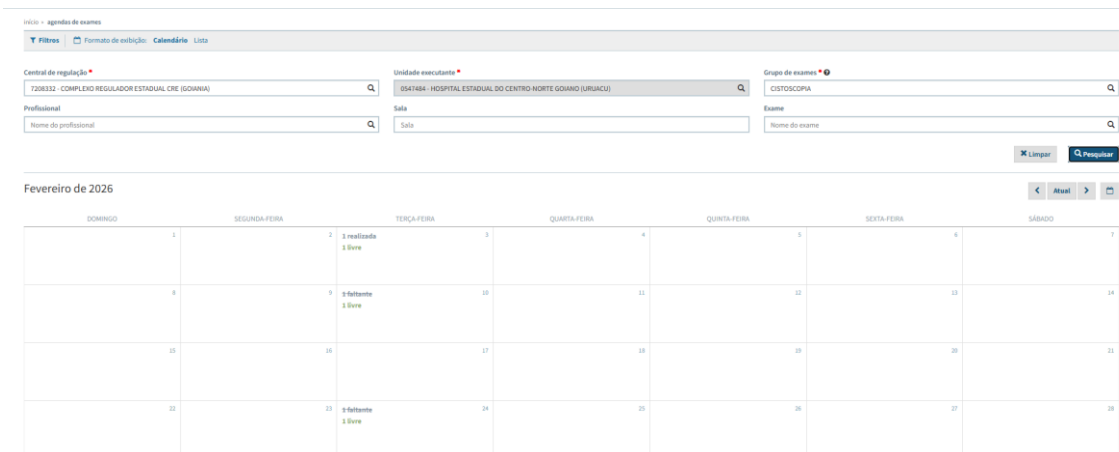 início » agendas de exames
Filtros Formato de exibição: Calendário Lista
Central de regulação * Unidade executante * Grupo de exames *
7208332 - COMPLEXO REGULADOR ESTADUAL CRE (GOIANIA) 0547484 - HOSPITAL ESTADUAL DO CENTRO-NORTE GOIANO (URUACU) CISTOSCOPIA
Profissional Sala Exame
Nome do profissional Sala Nome do exame
Limpar Pesquisar
Fevereiro de 2026 Atual
DOMINGO SEGUNDA-FEIRA TERÇA-FEIRA QUARTA-FEIRA QUINTA-FEIRA SEXTA-FEIRA SÁBADO
1 2 1 realizada 3 4 5 6 7
1 livre
8 9 1 faltante 10 11 12 13 14
1 livre
15 16 17 18 19 20 21
22 23 1 faltante 24 25 26 27 28
1 livre